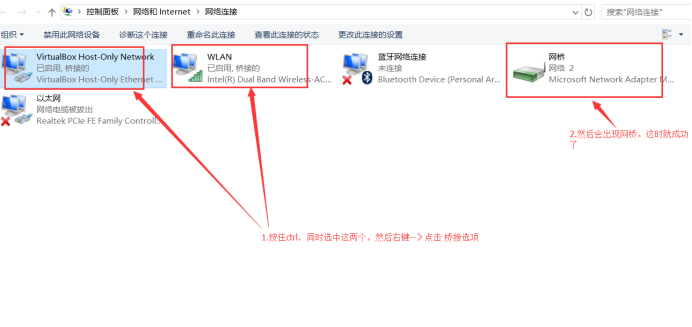 控制面板 > 网络和 Internet > 网络连接
搜索"网络连接"
组织 禁用此网络设备 诊断这个连接 重命名此连接 查看此连接的状态 更改此连接的设置
VirtualBox Host-Only Network
已启用, 桥接的
VirtualBox Host-Only Ethernet ...
WLAN
已启用, 桥接的
Intel(R) Dual Band Wireless-AC...
蓝牙网络连接
未连接
Bluetooth Device (Personal Ar...
网桥
网络 2
Microsoft Network Adapter M...
以太网
网络电缆被拔出
Realtek PCIe FE Family Controll...
2.然后会出现网桥。这时就成功
了
1.按住ctrl、同时选中这两个。然后右键--》点击 桥接选项